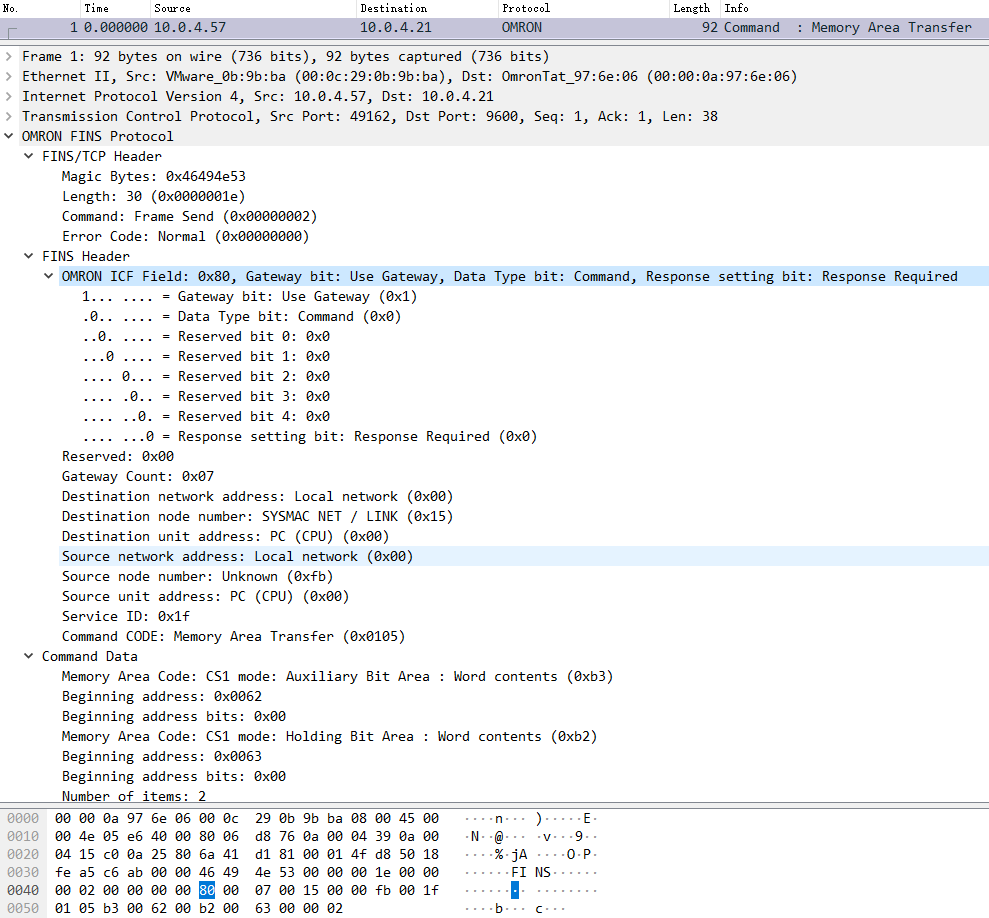 No. Time Source Destination Protocol Length Info
1 0.000000 10.0.4.57 10.0.4.21 OMRON 92 Command : Memory Area Transfer
Frame 1: 92 bytes on wire (736 bits), 92 bytes captured (736 bits)
Ethernet II, Src: VMware_0b:9b:ba (00:0c:29:0b:9b:ba), Dst: OmronTat_97:6e:06 (00:00:0a:97:6e:06)
Internet Protocol Version 4, Src: 10.0.4.57, Dst: 10.0.4.21
Transmission Control Protocol, Src Port: 49162, Dst Port: 9600, Seq: 1, Ack: 1, Len: 38
OMRON FINS Protocol
FINS/TCP Header
Magic Bytes: 0x46494e53
Length: 30 (0x0000001e)
Command: Frame Send (0x00000002)
Error Code: Normal (0x00000000)
FINS Header
OMRON ICF Field: 0x80, Gateway bit: Use Gateway, Data Type bit: Command, Response setting bit: Response Required
1... .... = Gateway bit: Use Gateway (0x1)
.0.. .... = Data Type bit: Command (0x0)
..0. .... = Reserved bit 0: 0x0
...0 .... = Reserved bit 1: 0x0
.... 0... = Reserved bit 2: 0x0
.... .0.. = Reserved bit 3: 0x0
.... ..0. = Reserved bit 4: 0x0
.... ...0 = Response setting bit: Response Required (0x0)
Reserved: 0x00
Gateway Count: 0x07
Destination network address: Local network (0x00)
Destination node number: SYSMAC NET / LINK (0x15)
Destination unit address: PC (CPU) (0x00)
Source network address: Local network (0x00)
Source node number: Unknown (0xfb)
Source unit address: PC (CPU) (0x00)
Service ID: 0x1f
Command CODE: Memory Area Transfer (0x0105)
Command Data
Memory Area Code: CS1 mode: Auxiliary Bit Area : Word contents (0xb3)
Beginning address: 0x0062
Beginning address bits: 0x00
Memory Area Code: CS1 mode: Holding Bit Area : Word contents (0xb2)
Beginning address: 0x0063
Beginning address bits: 0x00
Number of items: 2
0000 00 00 0a 97 6e 06 00 0c 29 0b 9b ba 08 00 45 00 ····n··· )·····E·
0010 00 4e 05 e6 40 00 80 06 d8 76 0a 00 04 39 0a 00 ·N··@··· ·v···9··
0020 04 15 c0 0a 25 80 6a 41 d1 81 00 01 4f d8 50 18 ····%·jA ····O·P·
0030 fe a5 c6 ab 00 00 46 49 4e 53 00 00 00 1e 00 00 ······FI NS······
0040 00 02 00 00 00 00 80 00 07 00 15 00 00 fb 00 1f ········ ········
0050 01 05 b3 00 62 00 b2 00 63 00 00 02 ····b··· c···